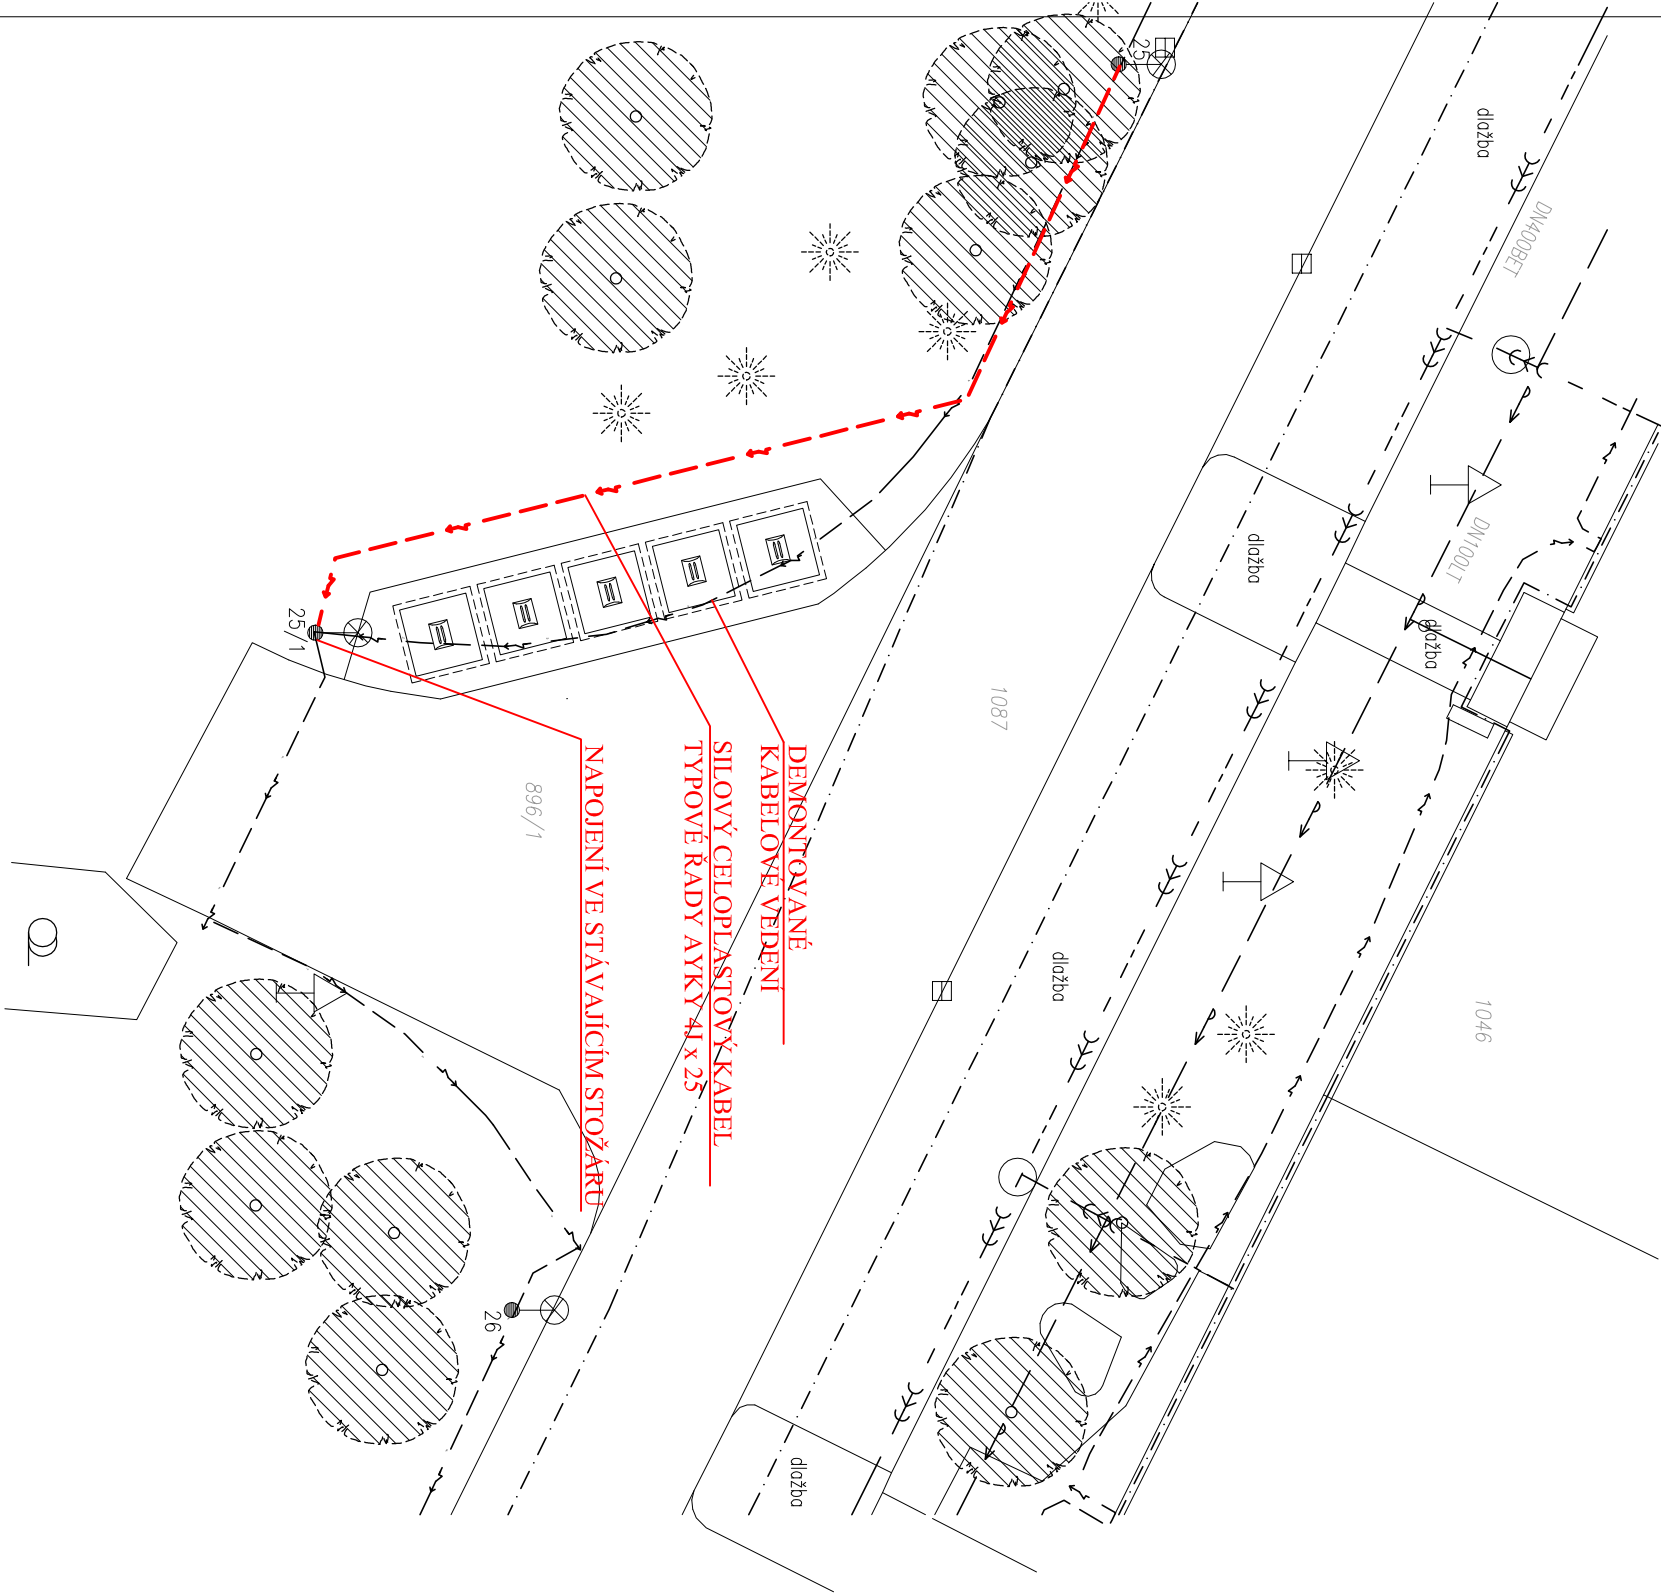 25
dlažba
DN400BET
DN100LT
dlažba
dlažba
25/1
1087
896/1
DEMONTOVANÉ
KABELOVÉ VEDENÍ
SILOVÝ CELOPLASTOVÝ KABEL
TYPOVÉ ŘADY AYKY 4J x 25
NAPOJENÍ VE STÁVAJÍCÍM STOŽÁRU
dlažba
1046
26
dlažba